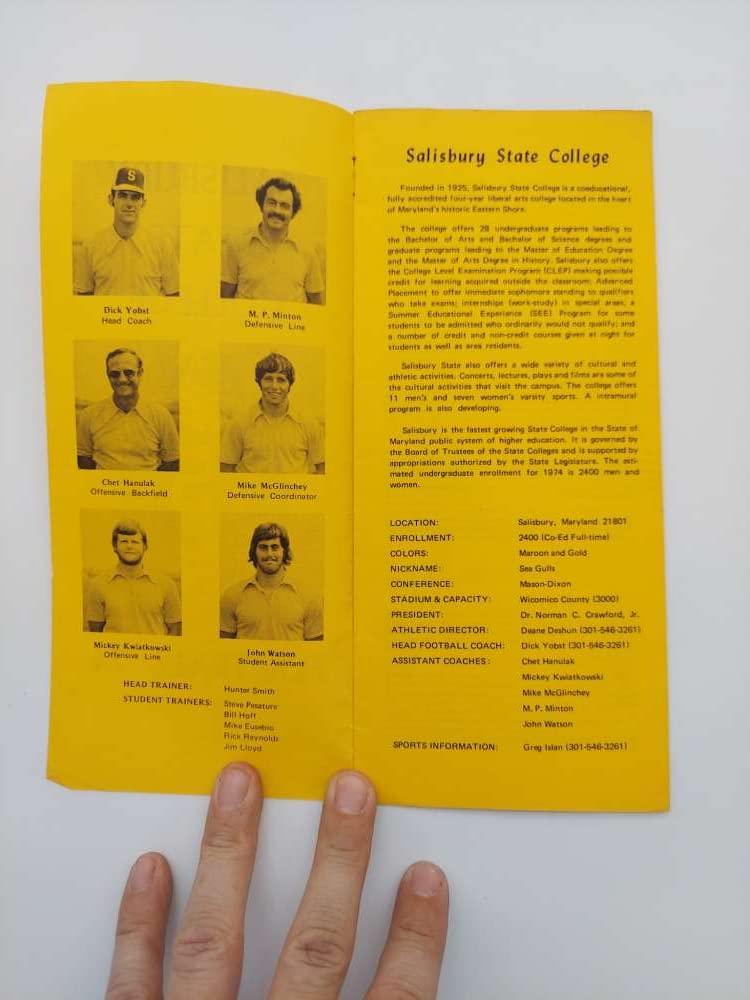 S
Dick Yobst
Head Coach
M. P. Minton
Defensive Line
Chet Hanulak
Offensive Backfield
Mike McGlinchey
Defensive Coordinator
Mickey Kwiatkowski
Offensive Line
John Watson
Student Assistant
HEAD TRAINER: Hunter Smith
STUDENT TRAINERS: Steve Pasature
Bill Hoff
Mike Eusebio
Rick Reynolds
Jim Lloyd
Salisbury State College
Founded in 1925, Salisbury State College is a coeducational,
fully accredited four-year liberal arts college located in the heart
of Maryland's historic Eastern Shore.
The college offers 28 undergraduate programs leading to
the Bachelor of Arts and Bachelor of Science degrees and
graduate programs leading to the Master of Education Degree
and the Master of Arts Degree in History. Salisbury also offers
the College Level Examination Program (CLEP) making possible
credit for learning acquired outside the classroom; Advanced
Placement to offer immediate sophomore standing to qualifiers
who take exams; internships (work-study) in special areas; a
Summer Educational Experience (SEE) Program for some
students to be admitted who ordinarily would not qualify; and
a number of credit and non-credit courses given at night for
students as well as area residents.
Salisbury State also offers a wide variety of cultural and
athletic activities. Concerts, lectures, plays and films are some of
the cultural activities that visit the campus. The college offers
11 men's and seven women's varsity sports. A intramural
program is also developing.
Salisbury is the fastest growing State College in the State of
Maryland public system of higher education. It is governed by
the Board of Trustees of the State Colleges and is supported by
appropriations authorized by the State Legislature. The esti-
mated undergraduate enrollment for 1974 is 2400 men and
women.
LOCATION: Salisbury, Maryland 21801
ENROLLMENT: 2400 (Co-Ed Full-time)
COLORS: Maroon and Gold
NICKNAME: Sea Gulls
CONFERENCE: Mason-Dixon
STADIUM & CAPACITY: Wicomico County (3000)
PRESIDENT: Dr. Norman C. Crawford, Jr.
ATHLETIC DIRECTOR: Deane Deshon (301-546-3261)
HEAD FOOTBALL COACH: Dick Yobst (301-546-3261)
ASSISTANT COACHES: Chet Hanulak
Mickey Kwiatkowski
Mike McGlinchey
M. P. Minton
John Watson
SPORTS INFORMATION: Greg Islan (301-546-3261)